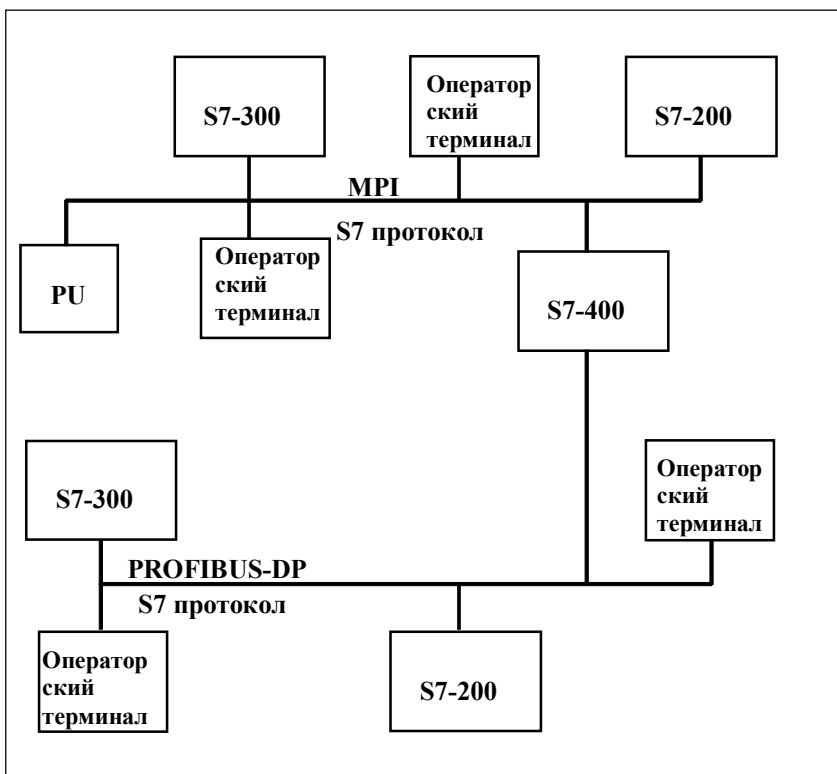 S7-300
Оператор
ский
терминал
S7-200
MPI
S7 протокол
PU
Оператор
ский
терминал
S7-400
S7-300
Оператор
ский
терминал
PROFIBUS-DP
S7 протокол
Оператор
ский
терминал
S7-200